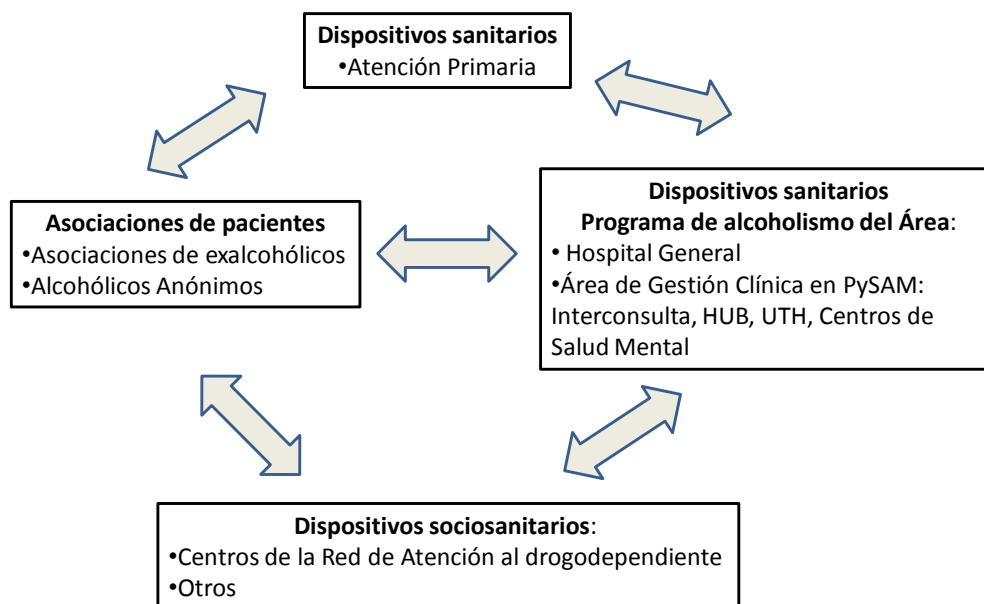 Dispositivos sanitarios
•Atención Primaria
Asociaciones de pacientes
•Asociaciones de exalcohólicos
•Alcohólicos Anónimos
Dispositivos sanitarios
Programa de alcoholismo del Área:
• Hospital General
•Área de Gestión Clínica en PySAM:
Interconsulta, HUB, UTH, Centros de
Salud Mental
Dispositivos sociosanitarios:
•Centros de la Red de Atención al drogodependiente
•Otros